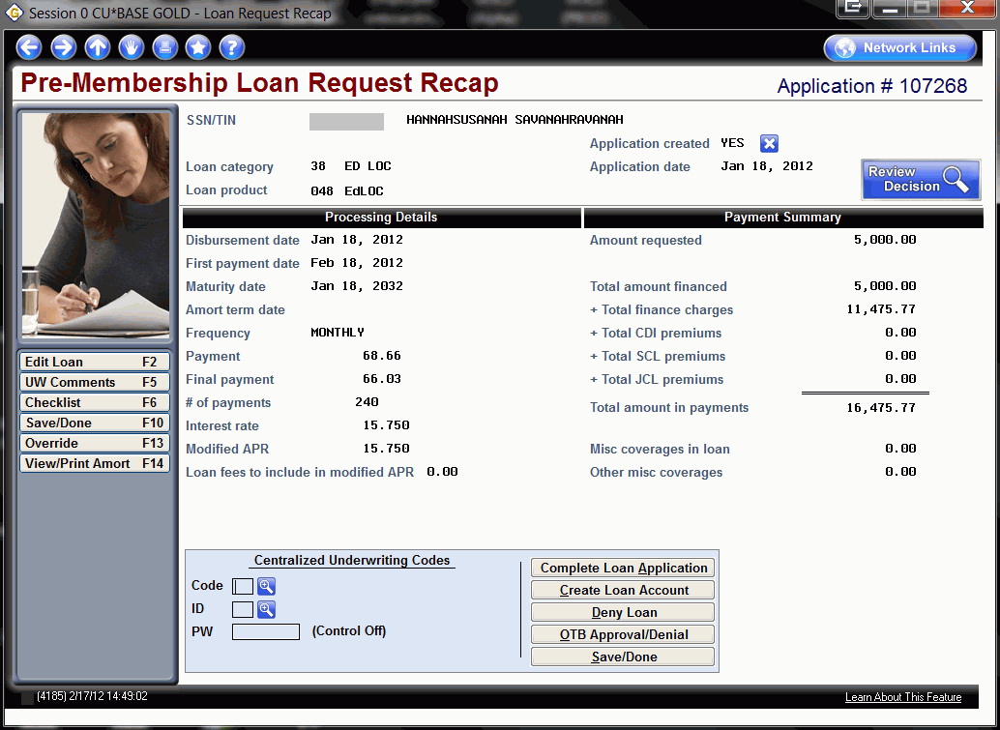 Session 0 CU*BASE GOLD - Loan Request Recap
Network Links
Pre-Membership Loan Request Recap
Application # 107268
SSN/TIN HANNAHSUSANAH SAVANAHRAVANAH
Application created YES
Loan category 38 ED LOC
Application date Jan 18, 2012
Loan product 048 EdLOC
Review Decision
Processing Details
Payment Summary
Disbursement date Jan 18, 2012
Amount requested 5,000.00
First payment date Feb 18, 2012
Maturity date Jan 18, 2032
Total amount financed 5,000.00
Amort term date
+ Total finance charges 11,475.77
Frequency MONTHLY
+ Total CDI premiums 0.00
Payment 68.66
+ Total SCL premiums 0.00
Final payment 66.03
+ Total JCL premiums 0.00
# of payments 240
Total amount in payments 16,475.77
Interest rate 15.750
Modified APR 15.750
Misc coverages in loan 0.00
Loan fees to include in modified APR 0.00
Other misc coverages 0.00
Edit Loan F2
UW Comments F5
Checklist F6
Save/Done F10
Override F13
View/Print Amort F14
Centralized Underwriting Codes
Code
ID
PW (Control Off)
Complete Loan Application
Create Loan Account
Deny Loan
OTB Approval/Denial
Save/Done
(4185) 2/17/12 14:49:02
Learn About This Feature